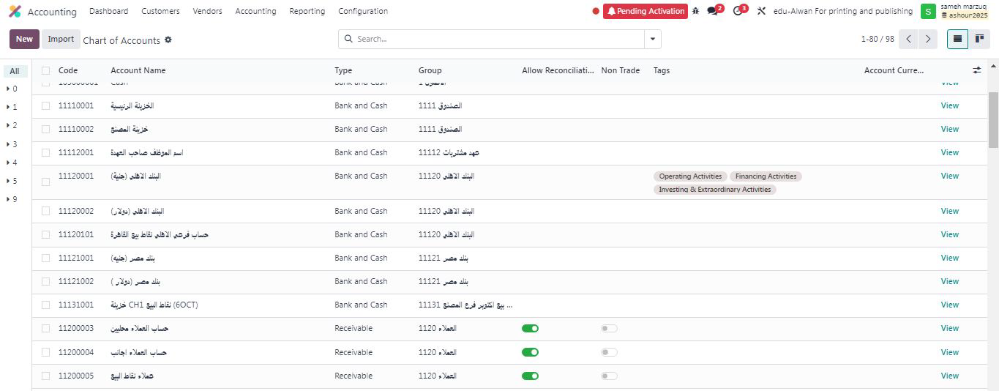 Accounting Dashboard Customers Vendors Accounting Reporting Configuration Pending Activation 2 3 edu-Alwan For printing and publishing S sameh marzuq
ashour2025
New Import Chart of Accounts Search... 1-80 / 98
All Code Account Name Type Group Allow Reconciliati... Non Trade Tags Account Curre...
0 Cash Bank and Cash View
1 11110001 الخزينة الرئيسية Bank and Cash 1111 الصندوق View
2 11110002 خزينة المصنع Bank and Cash 1111 الصندوق View
3 11112001 اسم الموظف صاحب العهدة Bank and Cash 11112 عهد مشتريات View
4
5 11120001 البنك الاهلي (جنية) Bank and Cash 11120 البنك الاهلي Operating Activities Financing Activities View
Investing & Extraordinary Activities
9
11120002 البنك الاهلي (دولار) Bank and Cash 11120 البنك الاهلي View
11120101 حساب فرعي الاهلي نقاط بيع القاهرة Bank and Cash 11120 البنك الاهلي View
11121001 بنك مصر (جنيه) Bank and Cash 11121 بنك مصر View
11121002 بنك مصر (دولار ) Bank and Cash 11121 بنك مصر View
11131001 خزينة CH1 نقاط البيع (6OCT) Bank and Cash 11131 بيع اكتوبر فرع المصنع ... View
11200003 حساب العملاء محليين Receivable 1120 العملاء View
11200004 حساب العملاء اجانب Receivable 1120 العملاء View
11200005 عملاء نقاط البيع Receivable 1120 العملاء View